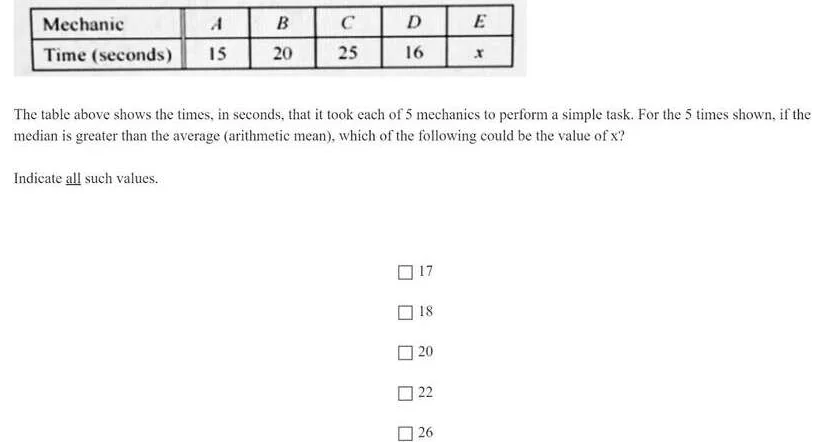 Mechanic A B C D E
Time (seconds) 15 20 25 16 x
The table above shows the times, in seconds, that it took each of 5 mechanics to perform a simple task. For the 5 times shown, if the
median is greater than the average (arithmetic mean), which of the following could be the value of x?
Indicate all such values.
17
18
20
22
26